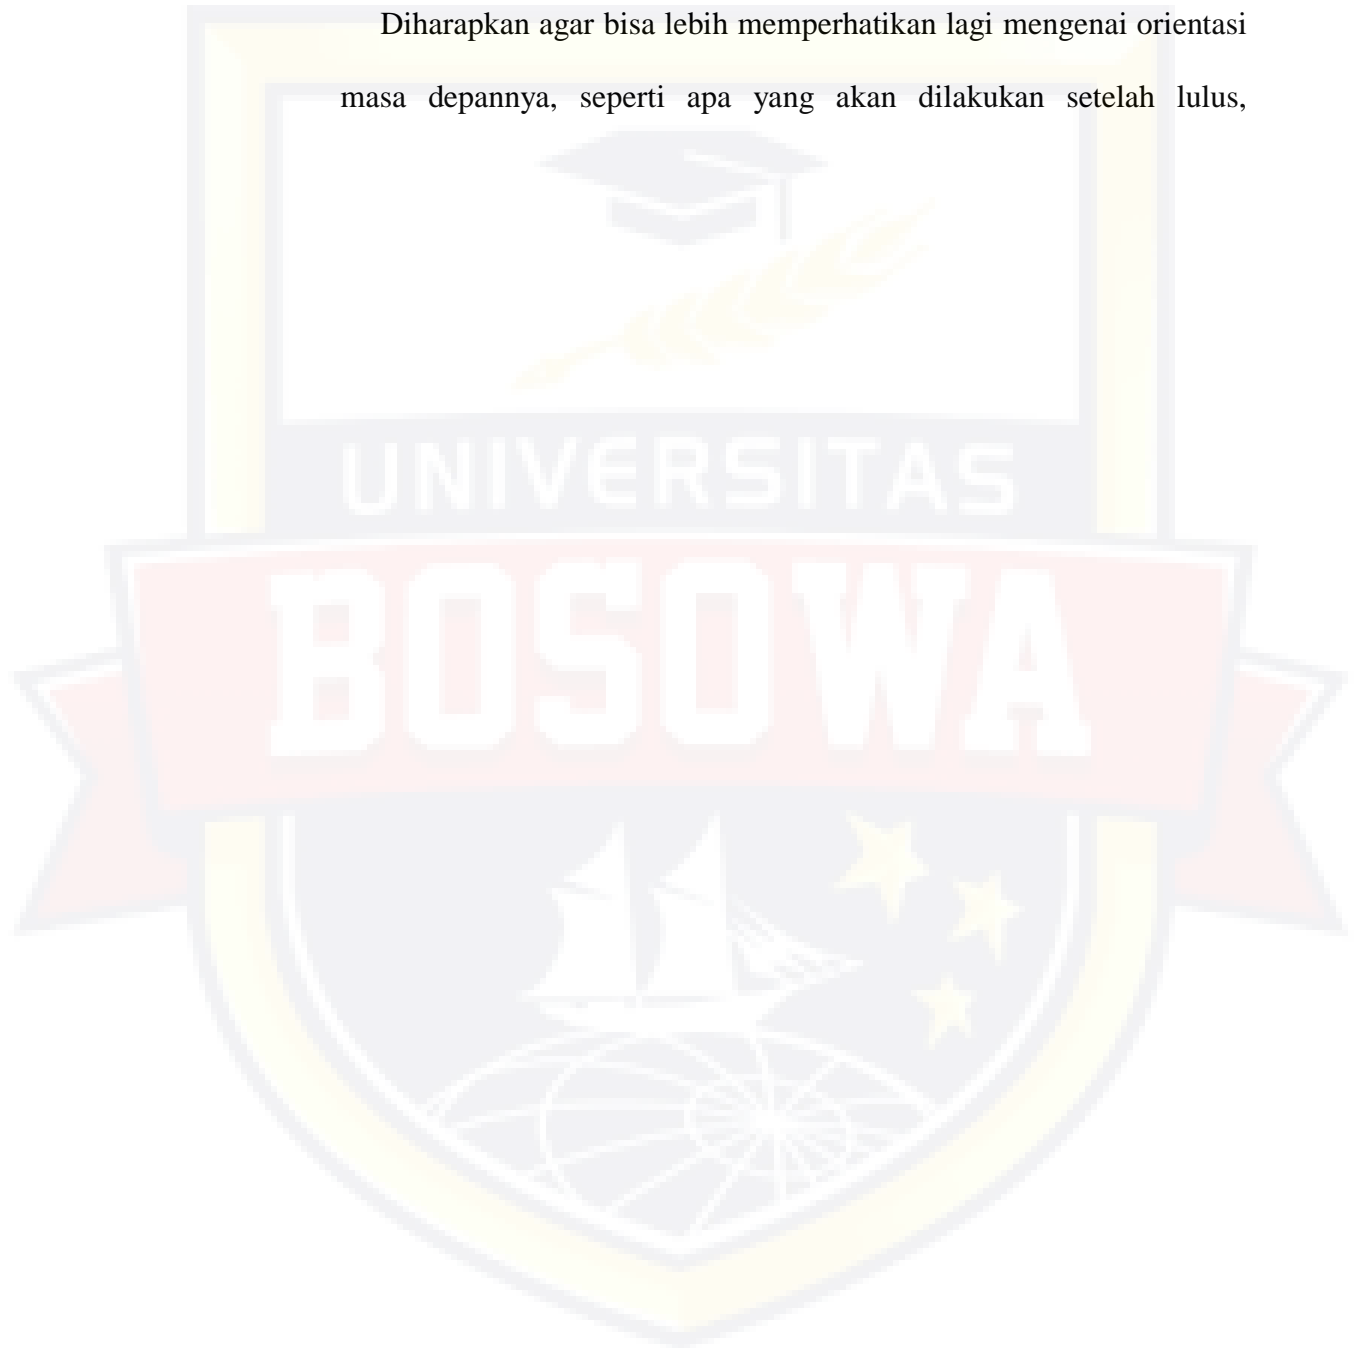 Diharapkan agar bisa lebih memperhatikan lagi mengenai orientasi
masa depannya, seperti apa yang akan dilakukan setelah lulus,
UNIVERSITAS
BOSOWA